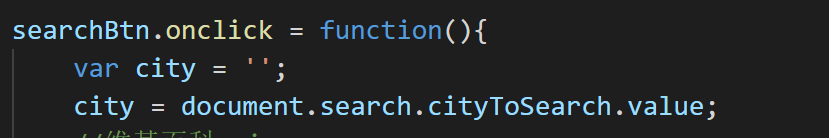 searchBtn.onclick = function(){
var city = '';
city = document.search.cityToSearch.value;